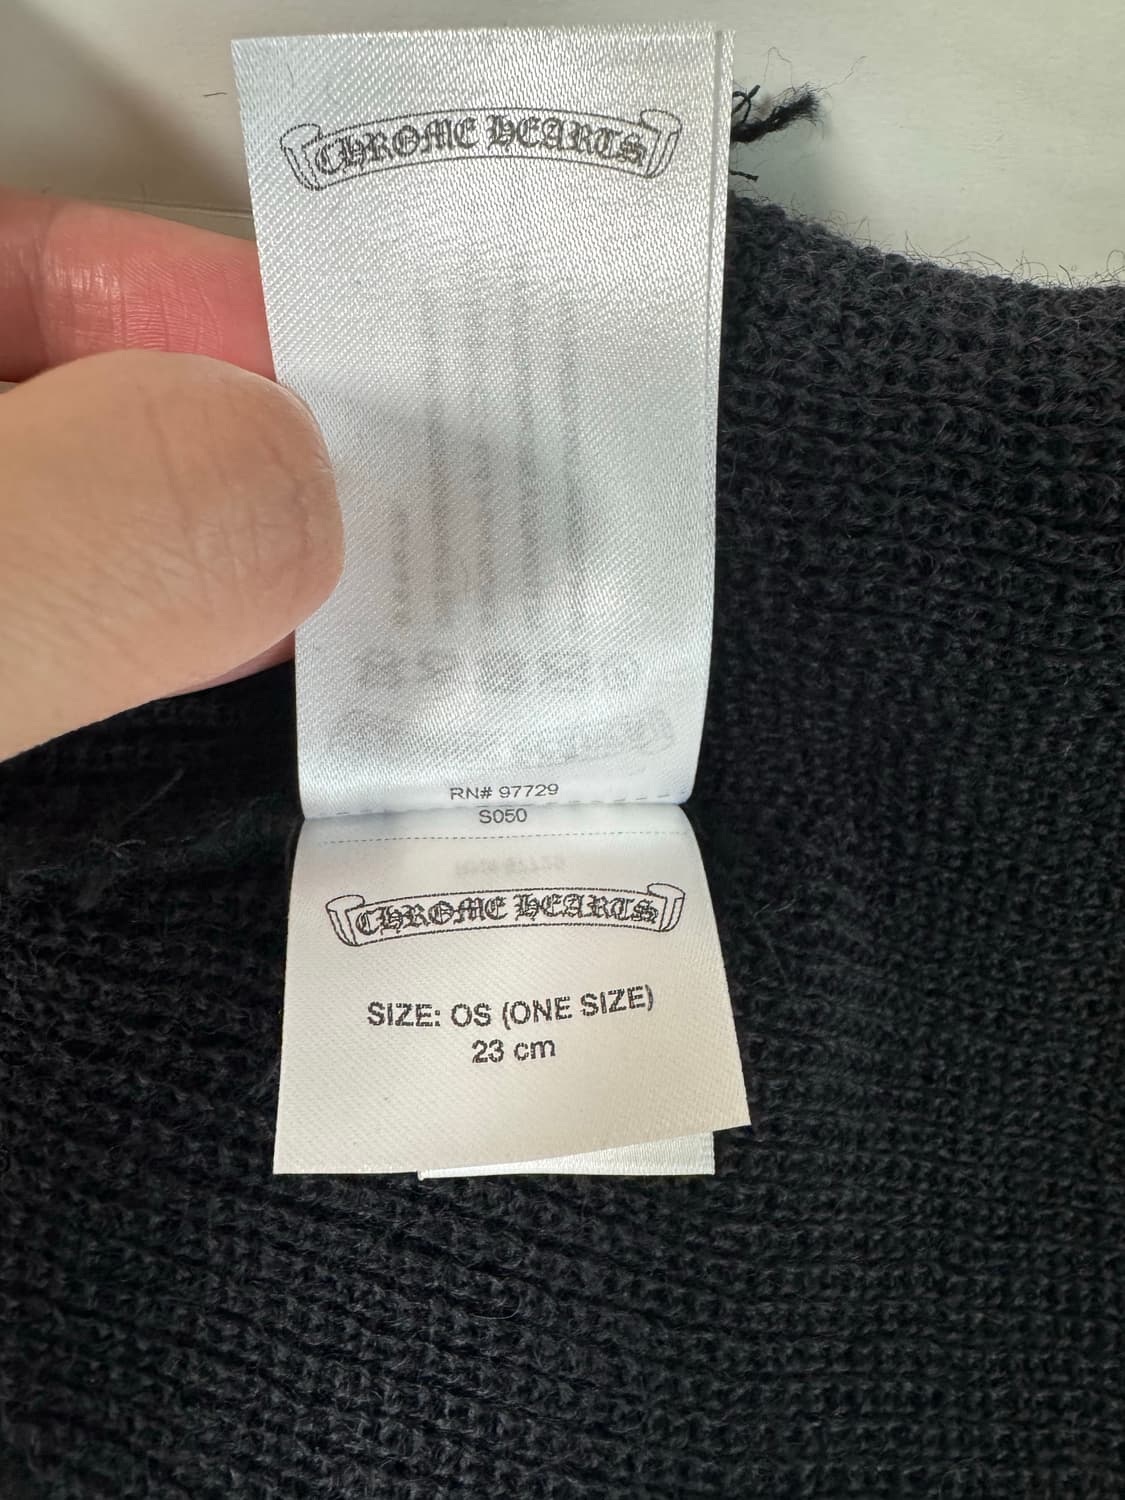 CHROME HEARTS
RN# 97729
S050
CHROME HEARTS
SIZE: OS (ONE SIZE)
23 cm